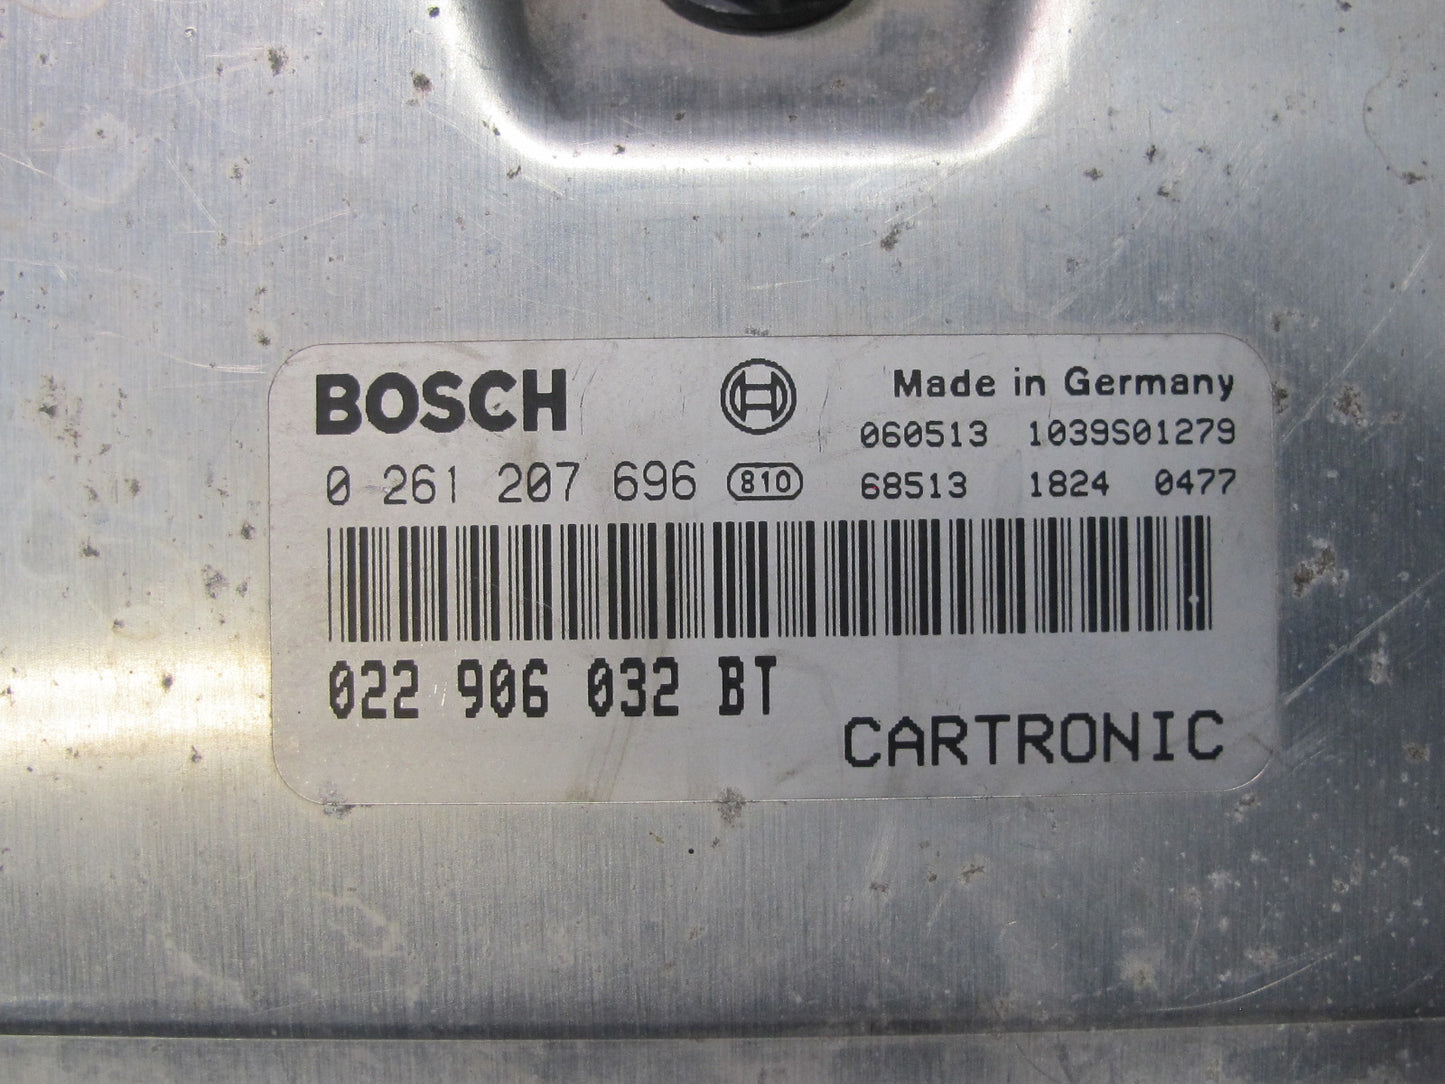 BOSCH
Made in Germany
060513 1039S01279
0 261 207 696 810
68513 1824 0477
022 906 032 BT
CARTRONIC